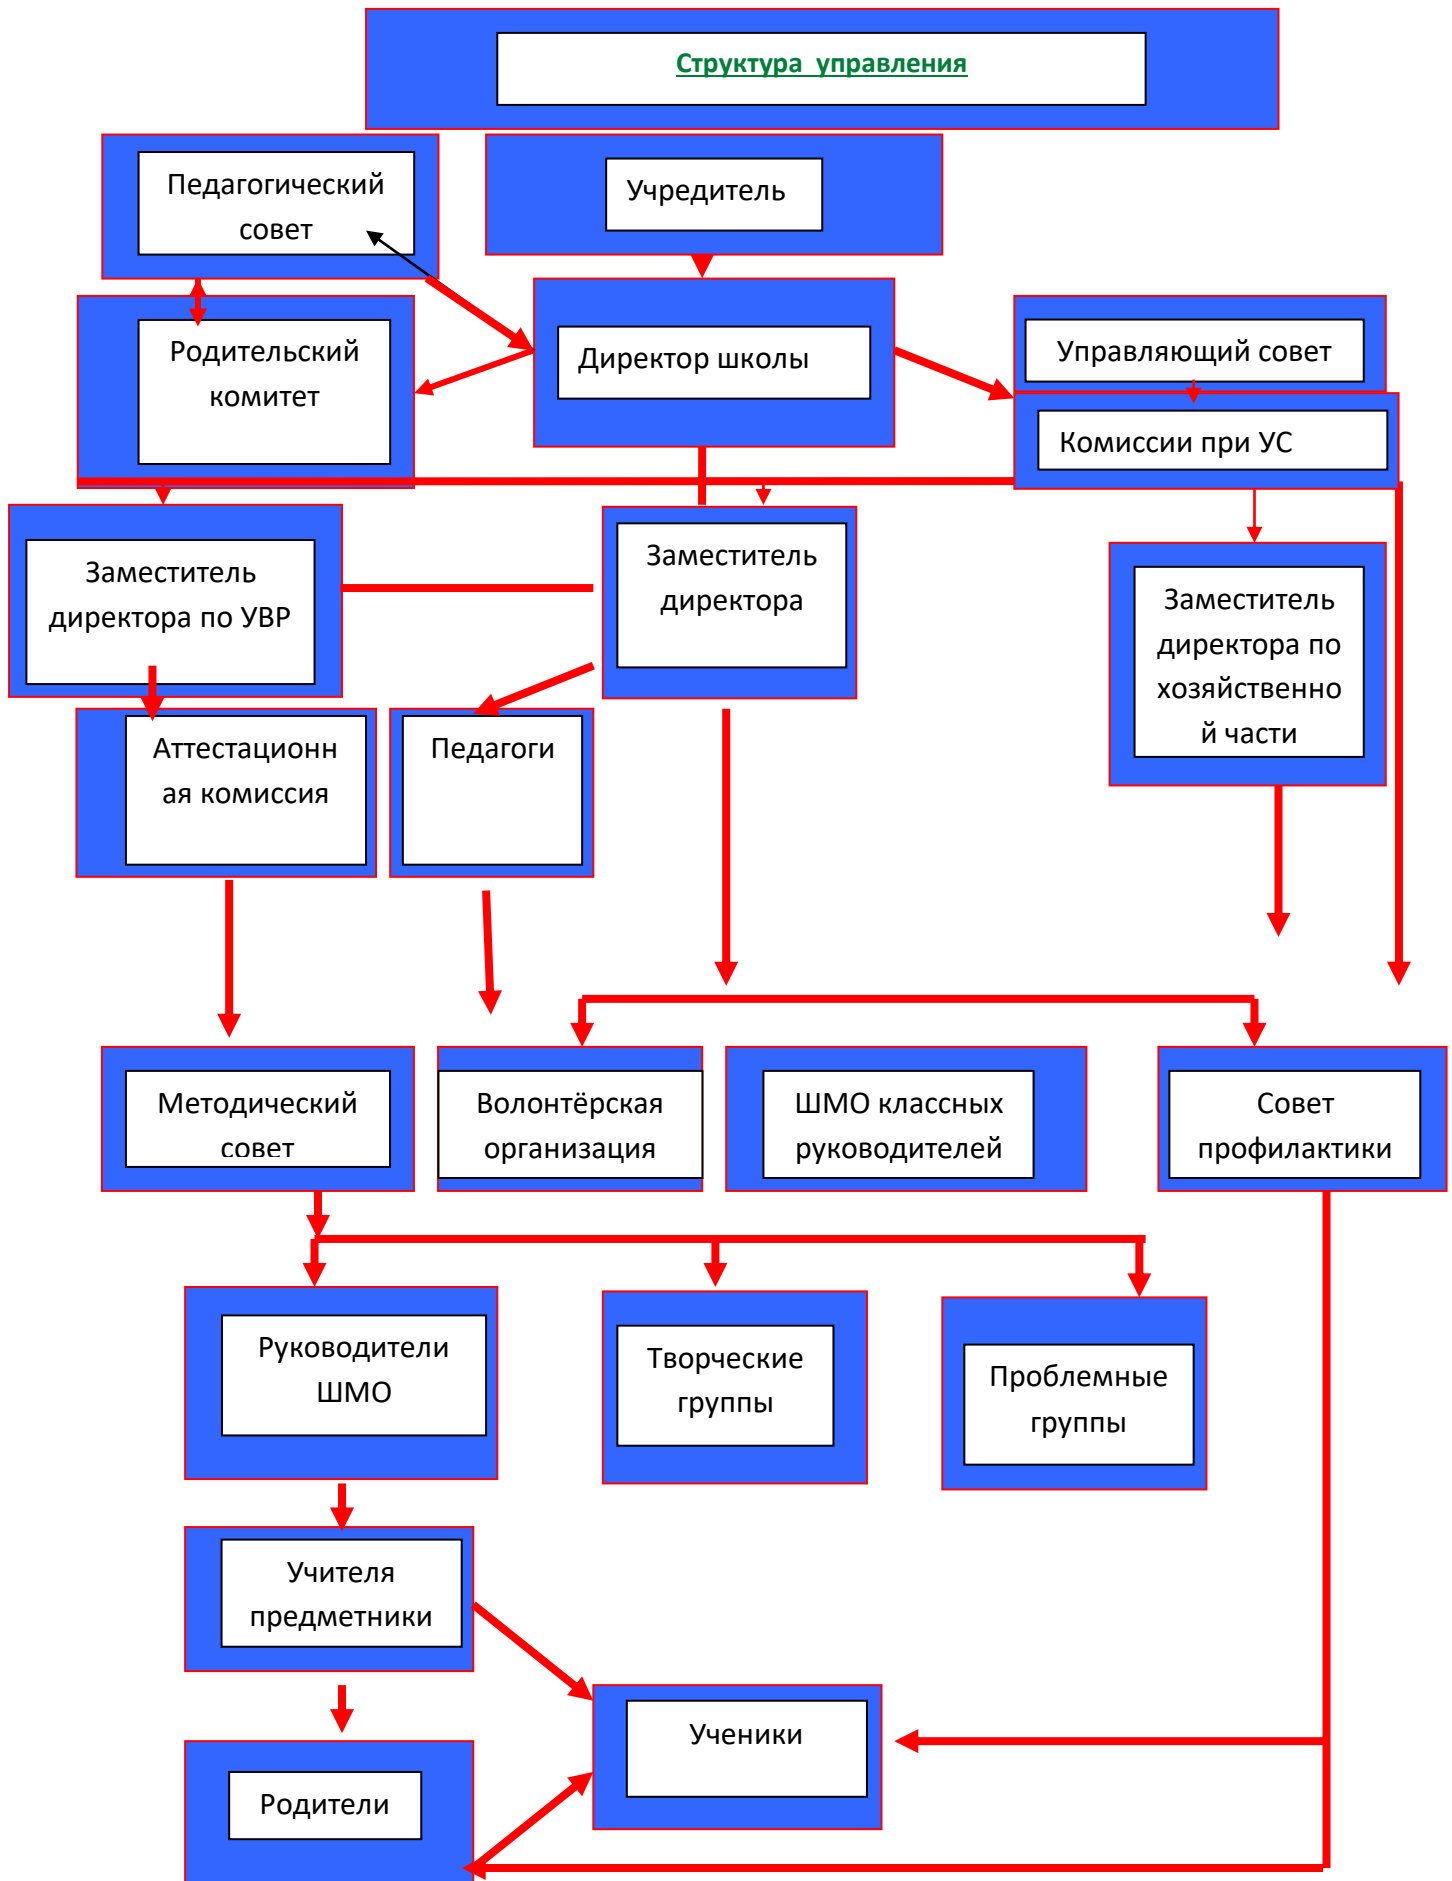 Структура  управления
Педагогический
совет
Учредитель
Родительский
комитет
Директор школы
Управляющий совет
Комиссии при УС
Заместитель
директора по УВР
Заместитель
директора
Заместитель
директора по
хозяйственно
й части
Аттестационн
ая комиссия
Педагоги
Методический
совет
Волонтёрская
организация
ШМО классных
руководителей
Совет
профилактики
Руководители
ШМО
Творческие
группы
Проблемные
группы
Учителя
предметники
Ученики
Родители